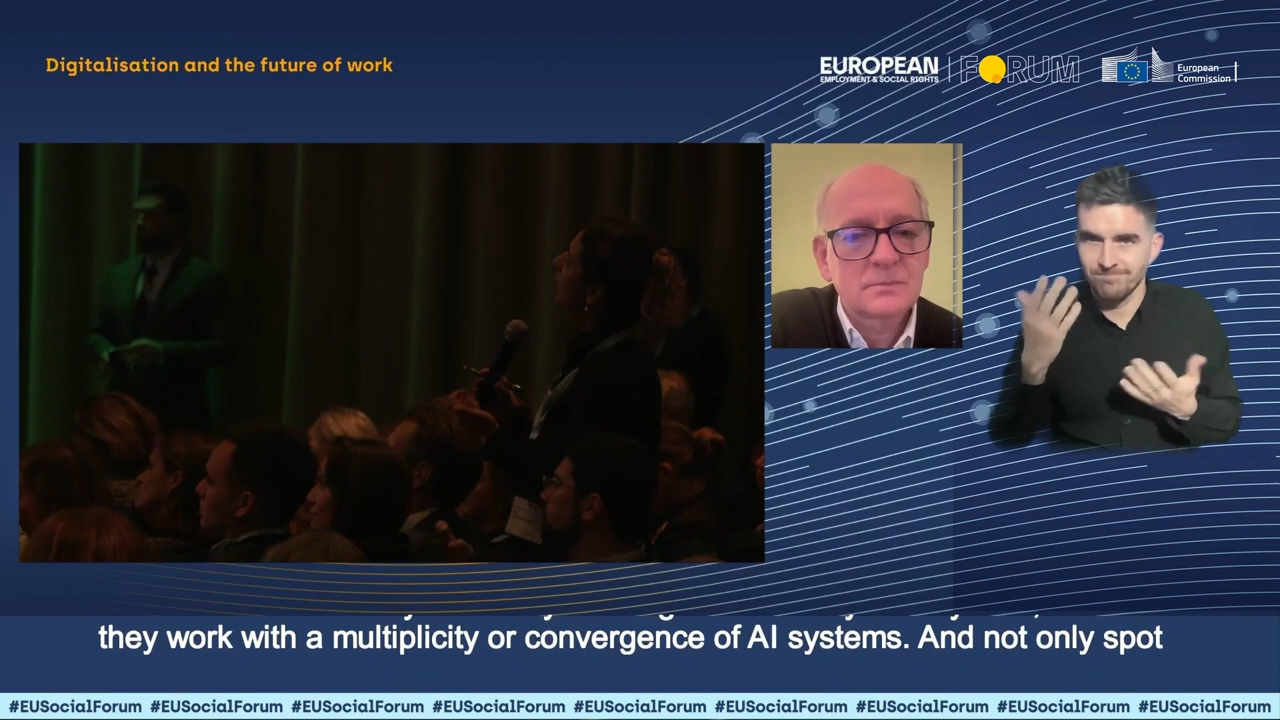 Digitalisation and the future of work
EUROPEAN
EMPLOYMENT & SOCIAL RIGHTS
FORUM
European
Commission
they work with a multiplicity or convergence of AI systems. And not only spot
#EUSocialForum #EUSocialForum #EUSocialForum #EUSocialForum #EUSocialForum #EUSocialForum #EUSocialForum #EUSocialForum #EUSocialForum